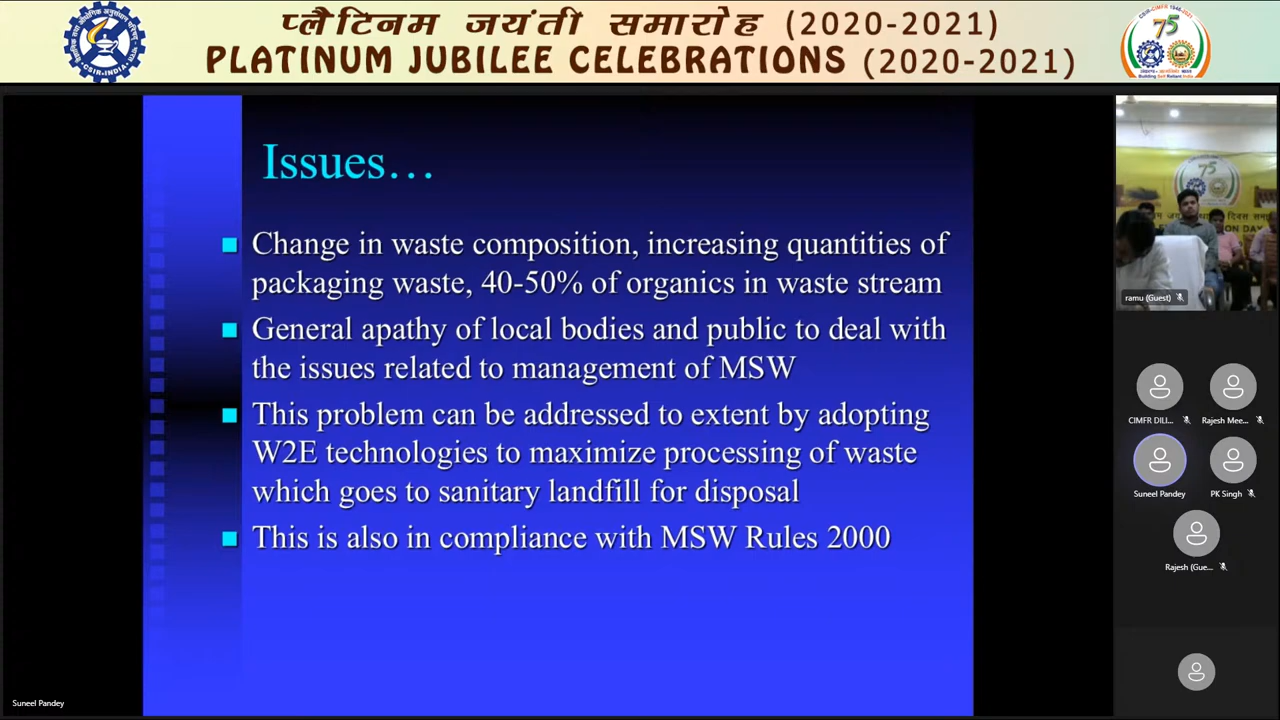 प्लैटिनम जयंती समारोह (2020-2021)
PLATINUM JUBILEE CELEBRATIONS (2020-2021)
CSIR-INDIA
75
Issues…
Change in waste composition, increasing quantities of
packaging waste, 40-50% of organics in waste stream
General apathy of local bodies and public to deal with
the issues related to management of MSW
This problem can be addressed to extent by adopting
W2E technologies to maximize processing of waste
which goes to sanitary landfill for disposal
This is also in compliance with MSW Rules 2000
75
ramu (Guest)
CIMFR DILI...
Rajesh Mee...
Suneel Pandey
PK Singh
Rajesh (Gue...
Suneel Pandey